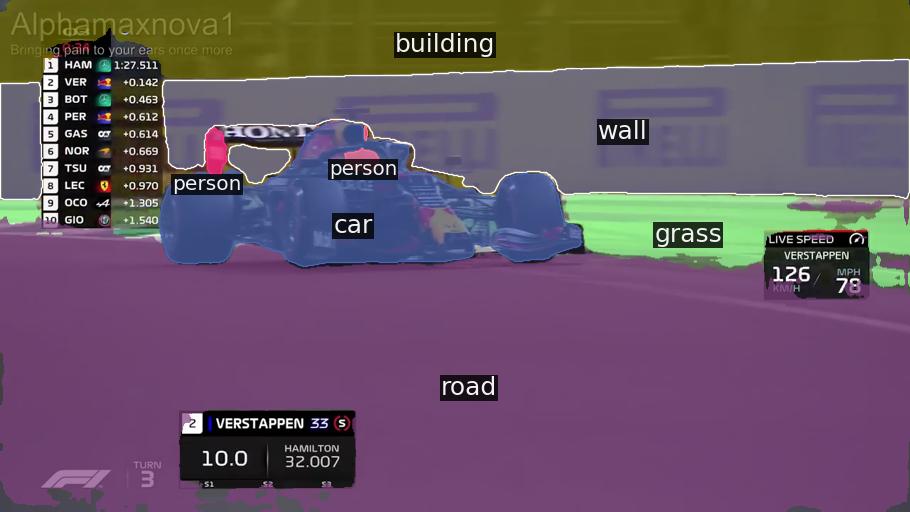 Alphamaxnova1
Bringing pain to your ears once more
building
1 HAM 1:27.511
2 VER +0.142
3 BOT +0.463
4 PER +0.612
5 GAS +0.614
6 NOR +0.669
7 TSU +0.931
8 LEC +0.970
9 OCO +1.305
10 GIO +1.540
HONDA
wall
person
person
car
grass
LIVE SPEED
VERSTAPPEN
126 KM/H / 78 MPH
road
2 VERSTAPPEN 33 S
10.0
HAMILTON
32.007
S1 S2 S3
F1 TURN 3